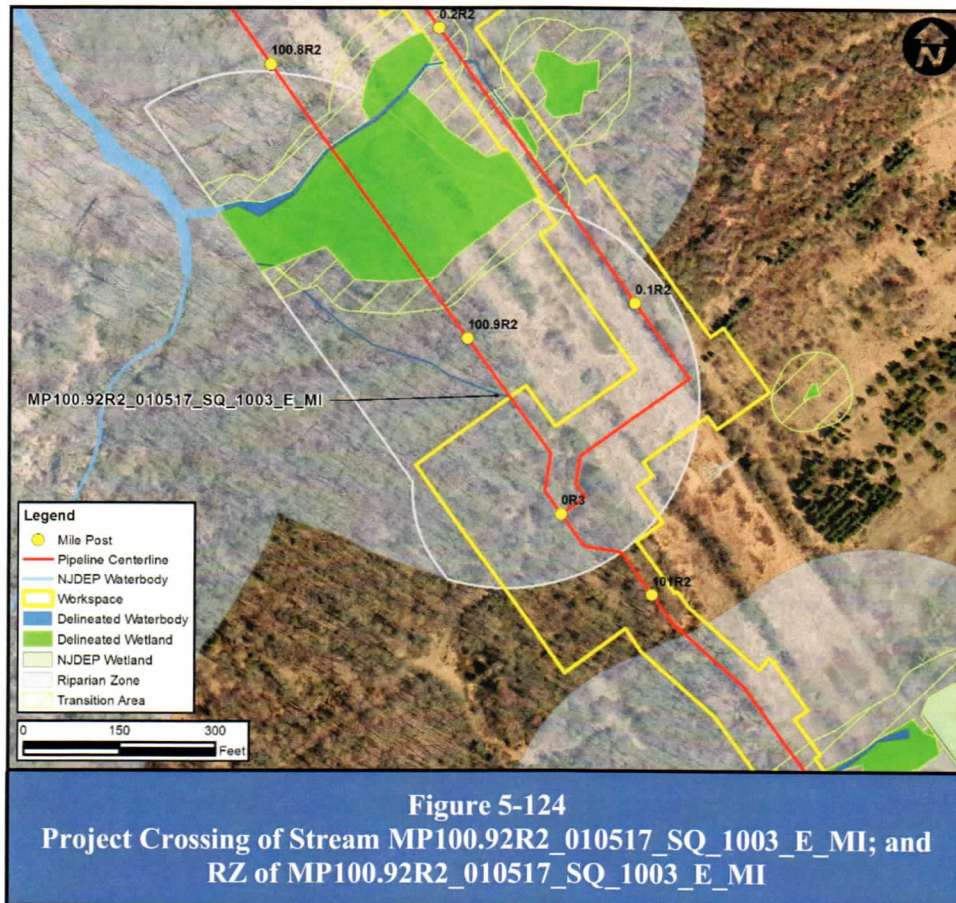 0.2R2
100.8R2
N
0.1R2
100.9R2
MP100.92R2_010517_SQ_1003_E_MI
0R3
101R2
Legend
Mile Post
Pipeline Centerline
NJDEP Waterbody
Workspace
Delineated Waterbody
Delineated Wetland
NJDEP Wetland
Riparian Zone
Transition Area
0 150 300
Feet
Figure 5-124
Project Crossing of Stream MP100.92R2_010517_SQ_1003_E_MI; and
RZ of MP100.92R2_010517_SQ_1003_E_MI